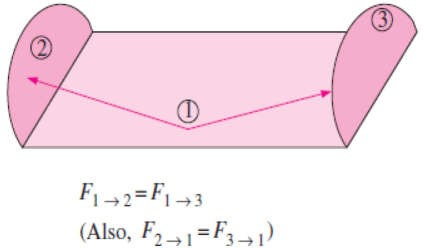 ②
③
①
F₁→₂ = F₁→₃
(Also, F₂→₁ = F₃→₁)